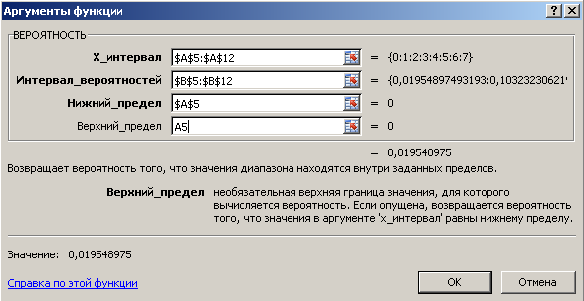 Аргументы функции
ВЕРОЯТНОСТЬ
X_интервал $A$5:$A$12 = {0:1:2:3:4:5:6:7}
Интервал_вероятностей $B$5:$B$12 = {0,01954897493193:0,1032323062
Нижний_предел $A$5 = 0
Верхний_предел A5 = 0
= 0,019548975
Возвращает вероятность того, что значения диапазона находятся внутри заданных пределов.
Верхний_предел необязательная верхняя граница значения, для которого
вычисляется вероятность. Если опущена, возвращается вероятность
того, что значения в аргументе 'x_интервал' равны нижнему пределу.
Значение: 0,019548975
Справка по этой функции
OK
Отмена